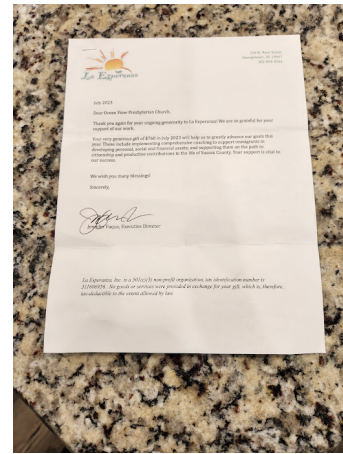 La Esperanza
July 2023
Dear Ocean View Presbyterian Church,
Thank you again for your ongoing generosity to La Esperanza! We are so grateful for your
support of our work.
Your very generous gift of $750 in July 2023 will help us to greatly advance our goals this
year. These include implementing comprehensive coaching to support immigrants in
developing personal, social and financial assets; and supporting them on the path to
citizenship and productive contributions to the life of Sussex County. Your support is vital to
our success.
We wish you many blessings!
Sincerely,
Jennifer Fuqua, Executive Director
La Esperanza, Inc. is a 501(c)(3) non-profit organization, tax identification number is
No goods or services were provided in exchange for your gift, which is, therefore,
tax-deductible to the extent allowed by law.